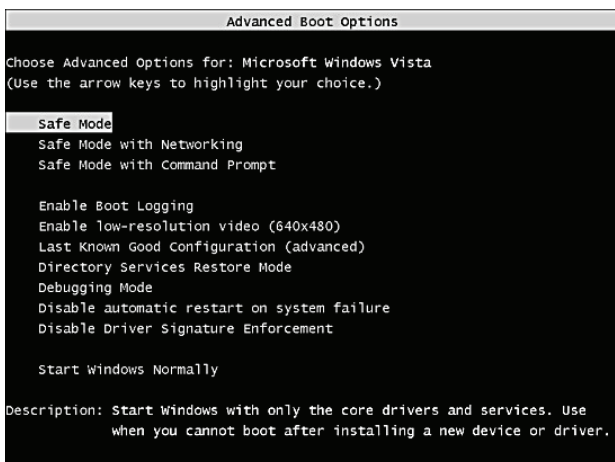 Advanced Boot Options
Choose Advanced Options for: Microsoft Windows Vista
(Use the arrow keys to highlight your choice.)
Safe Mode
Safe Mode with Networking
Safe Mode with Command Prompt
Enable Boot Logging
Enable low-resolution video (640x480)
Last Known Good Configuration (advanced)
Directory Services Restore Mode
Debugging Mode
Disable automatic restart on system failure
Disable Driver Signature Enforcement
Start Windows Normally
Description: Start Windows with only the core drivers and services. Use
when you cannot boot after installing a new device or driver.